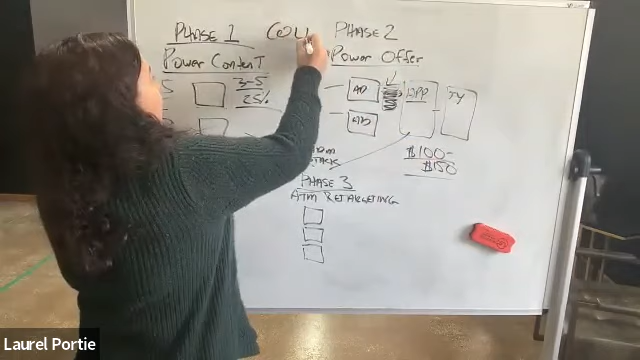 PHASE 1
POWER CONTENT
3-5
25%
COU
PHASE 2
POWER OFFER
AD
APP
TY
$100-
$150
PHASE 3
ATM RETARGETING
Laurel Portie